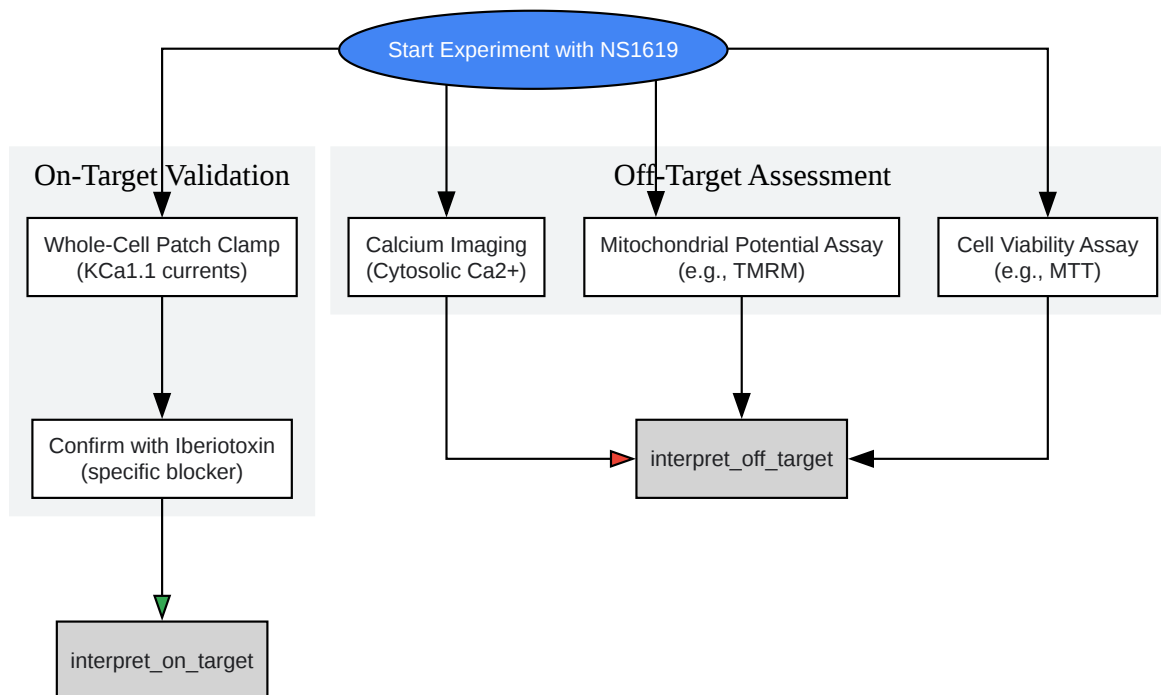 Start Experiment with NS1619
On-Target Validation
Off-Target Assessment
Whole-Cell Patch Clamp
(KCa1.1 currents)
Calcium Imaging
(Cytosolic Ca2+)
Mitochondrial Potential Assay
(e.g., TMRM)
Cell Viability Assay
(e.g., MTT)
Confirm with Iberiotoxin
(specific blocker)
interpret_off_target
interpret_on_target